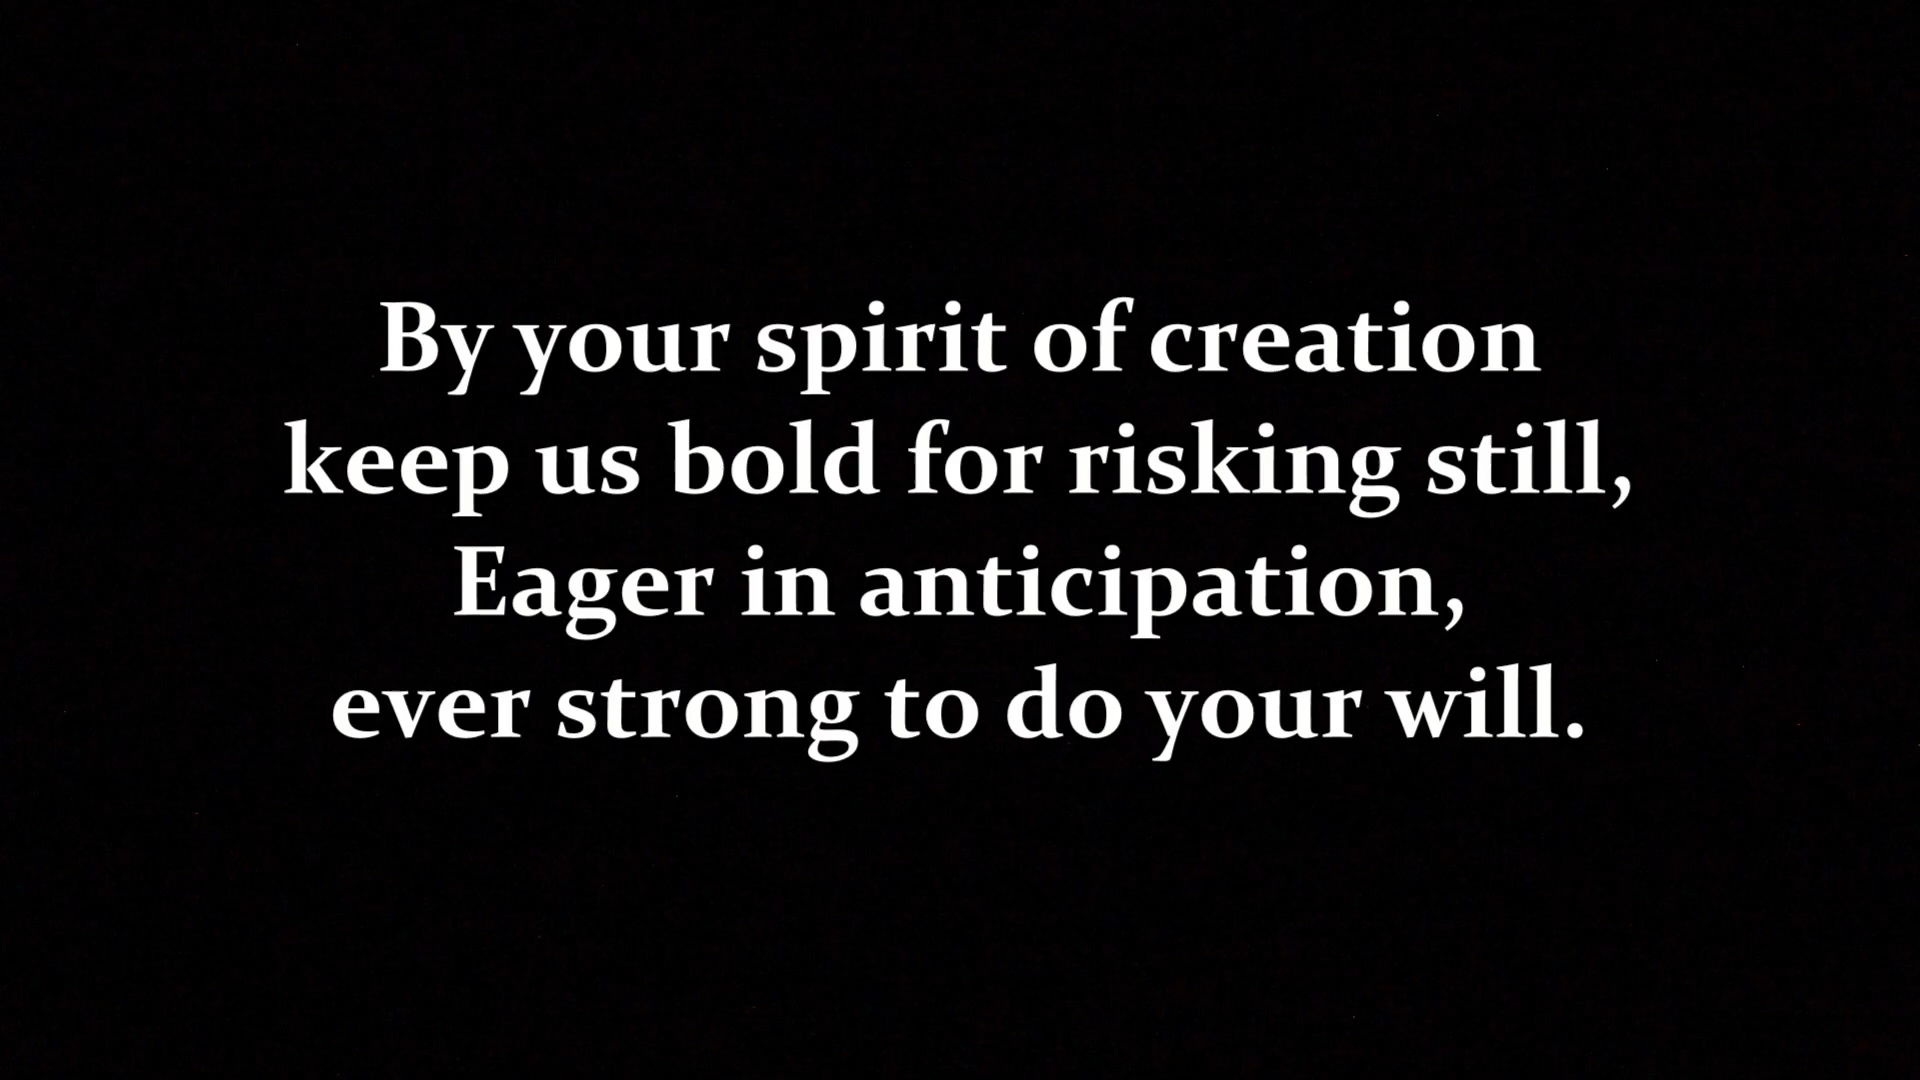 By your spirit of creation
keep us bold for risking still,
Eager in anticipation,
ever strong to do your will.